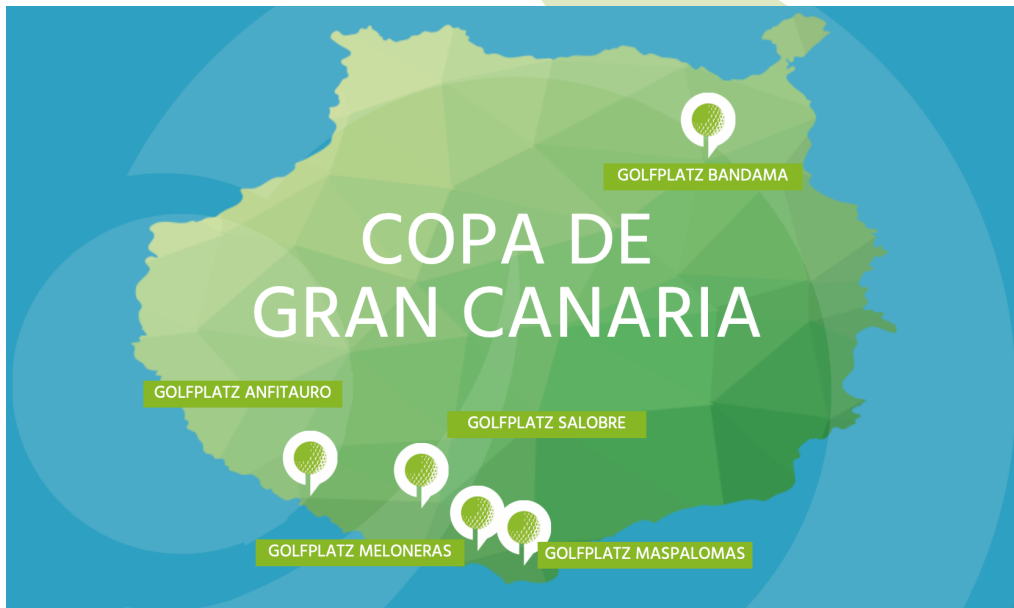 GOLFPLATZ BANDAMA
COPA DE
GRAN CANARIA
GOLFPLATZ ANFITAURO
GOLFPLATZ SALOBRE
GOLFPLATZ MELONERAS
GOLFPLATZ MASPALOMAS